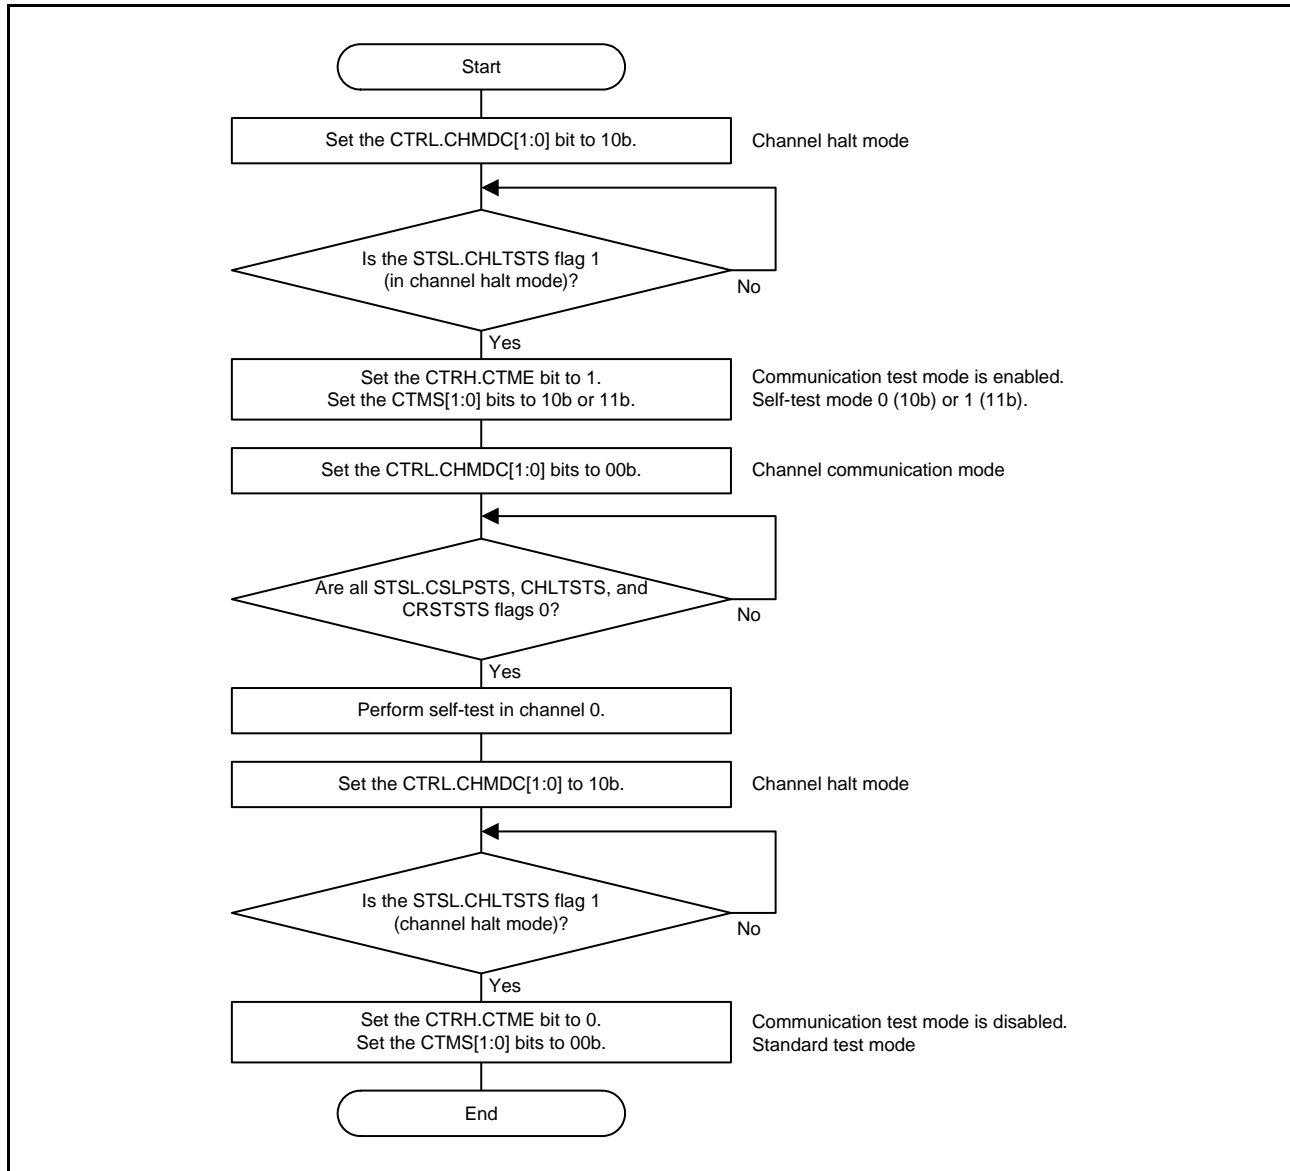 Start
Set the CTRL.CHMDC[1:0] bit to 10b.
Channel halt mode
Is the STSL.CHLTSTS flag 1
(in channel halt mode)?
No
Yes
Set the CTRH.CTME bit to 1.
Set the CTMS[1:0] bits to 10b or 11b.
Communication test mode is enabled.
Self-test mode 0 (10b) or 1 (11b).
Set the CTRL.CHMDC[1:0] bits to 00b.
Channel communication mode
Are all STSL.CSLPSTS, CHLTSTS, and
CRSTSTS flags 0?
No
Yes
Perform self-test in channel 0.
Set the CTRL.CHMDC[1:0] to 10b.
Channel halt mode
Is the STSL.CHLTSTS flag 1
(channel halt mode)?
No
Yes
Set the CTRH.CTME bit to 0.
Set the CTMS[1:0] bits to 00b.
Communication test mode is disabled.
Standard test mode
End